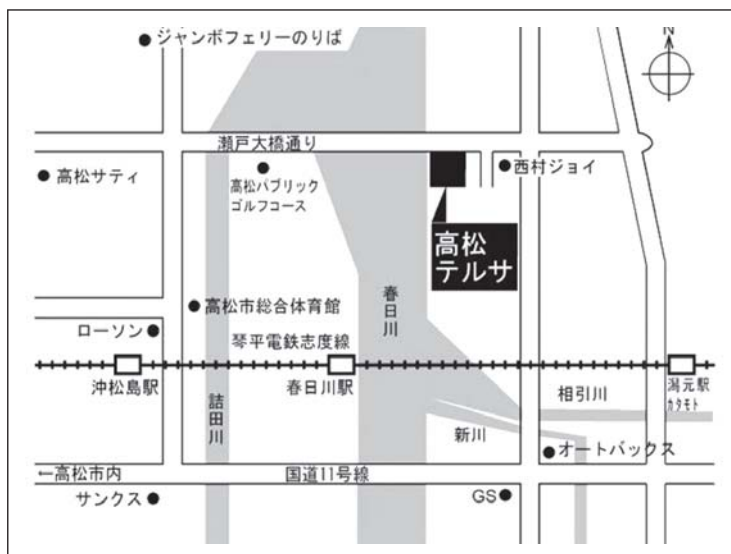 ジャンボフェリーのりば
N
瀬戸大橋通り
高松サティ
高松パブリック
ゴルフコース
西村ジョイ
高松
テルサ
春日川
高松市総合体育館
ローソン
琴平電鉄志度線
沖松島駅
春日川駅
潟元駅
カタモト
詰田川
相引川
新川
オートバックス
←高松市内
国道11号線
サンクス
GS